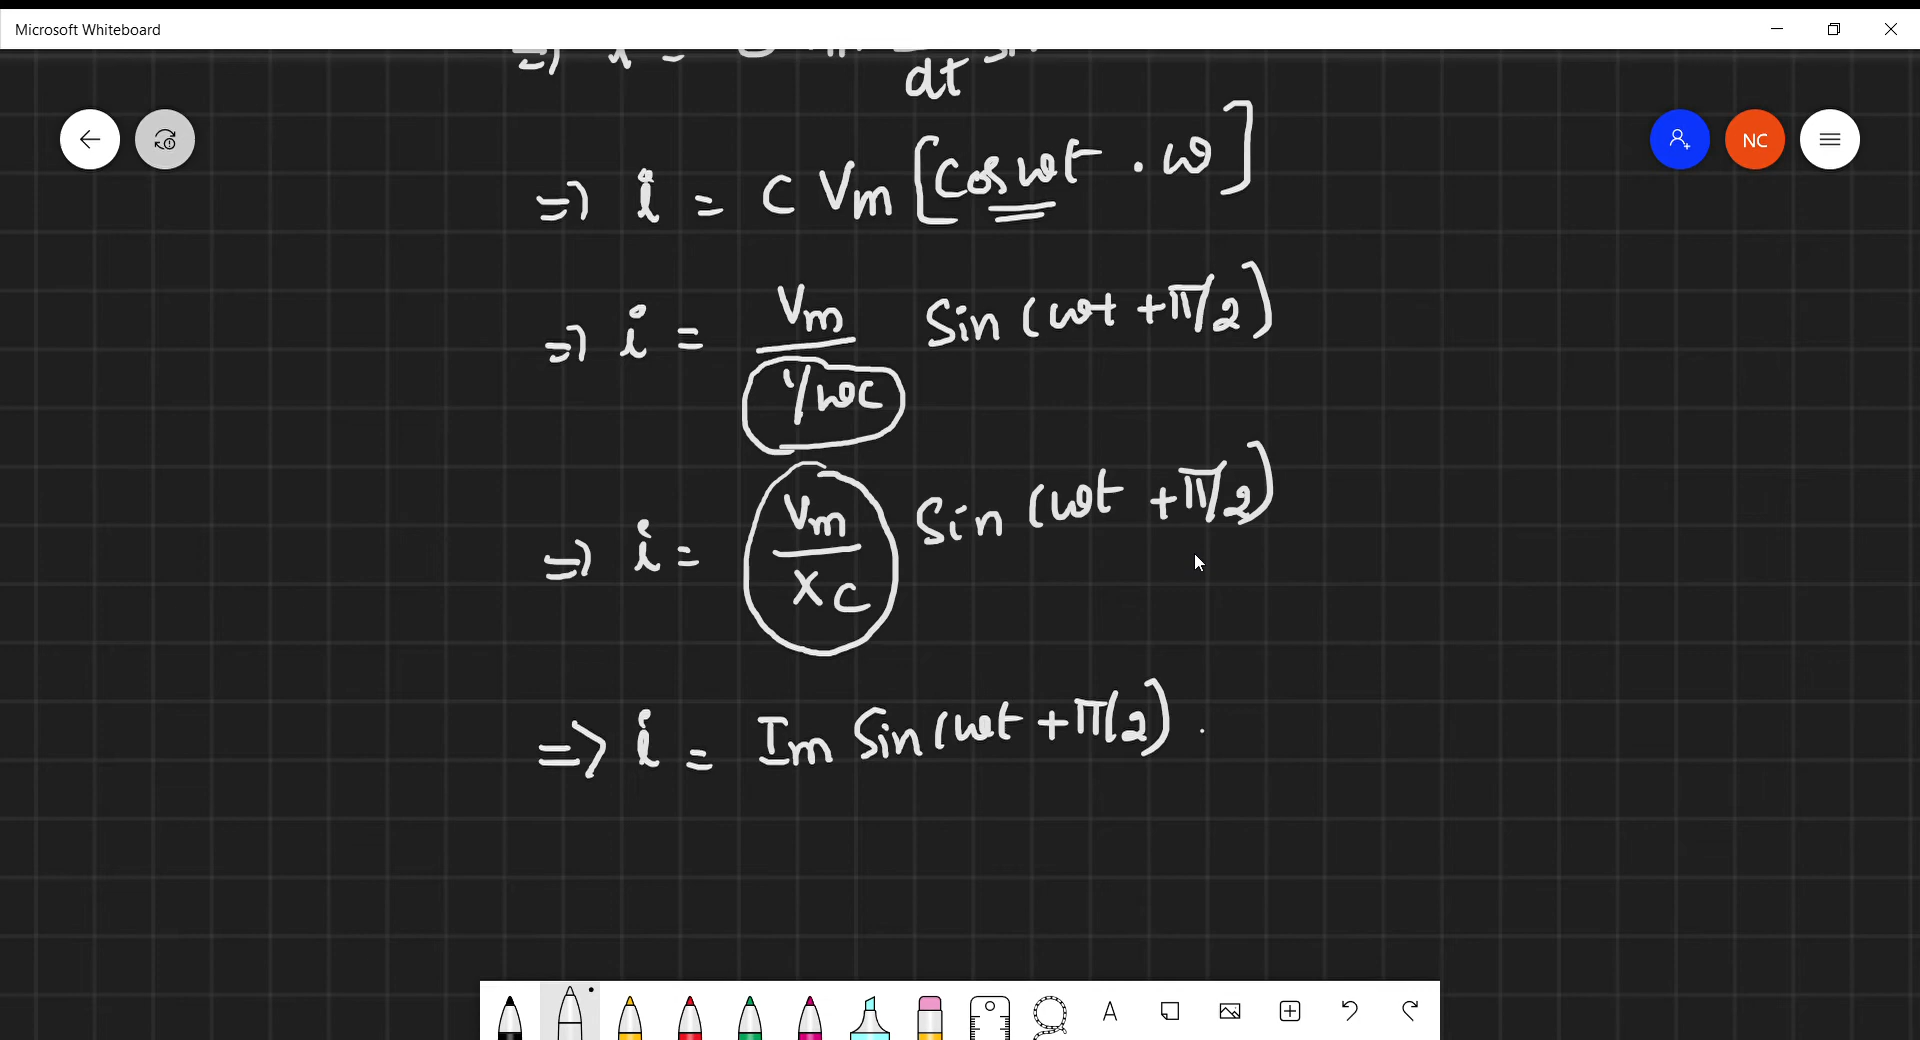 Microsoft Whiteboard
dt
=> i = C Vm [Cos ωt . ω]
NC
=> i = Vm / (1/ωC) Sin (ωt + π/2)
=> i = Vm / XC Sin (ωt + π/2)
=> i = Im Sin (ωt + π/2) .
A